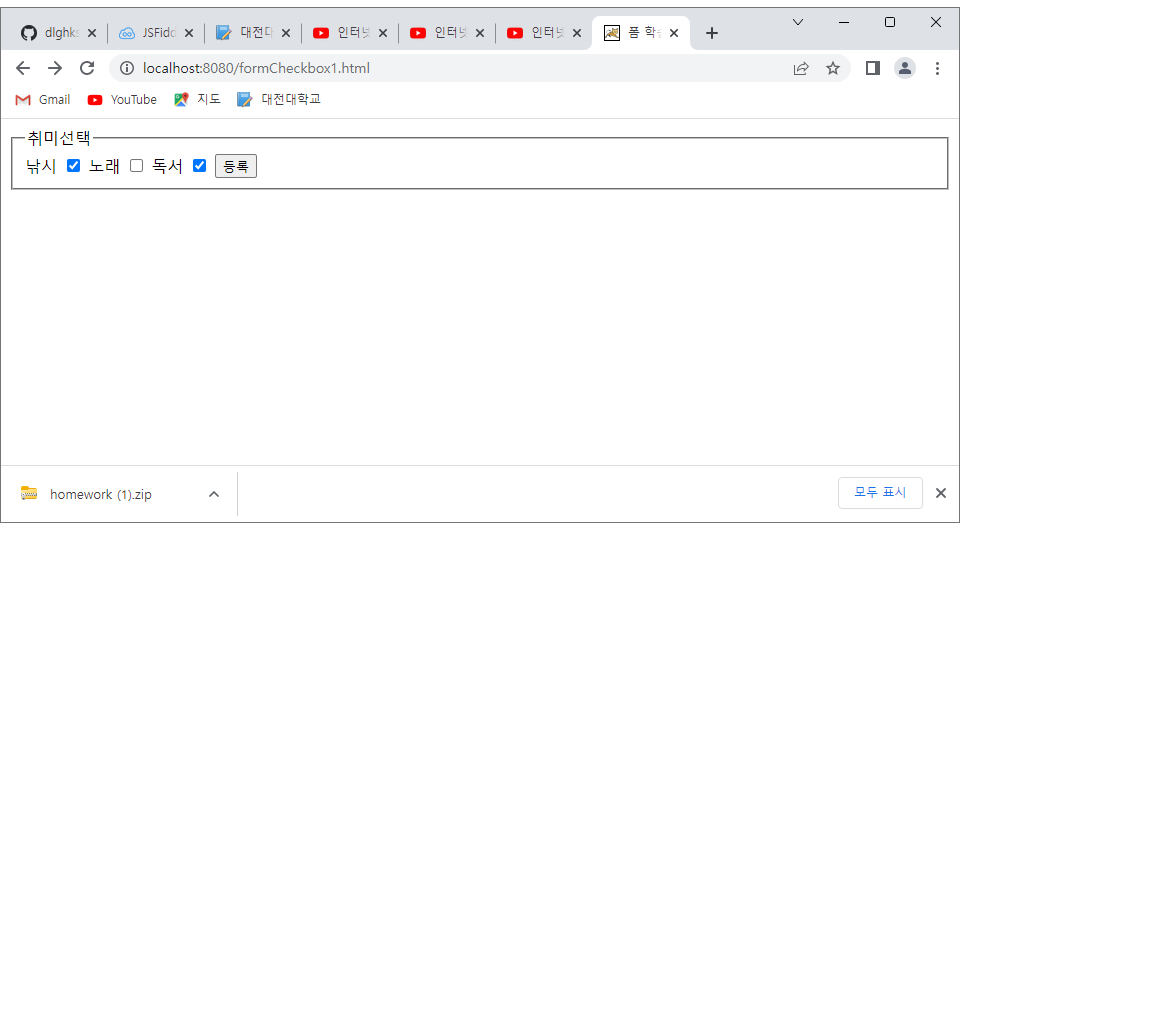 dlghks JSFidd 대전대 인터넷 인터넷 인터넷 폼 학습
localhost:8080/formCheckbox1.html
Gmail YouTube 지도 대전대학교
취미선택
낚시 노래 독서 등록
homework (1).zip 모두 표시